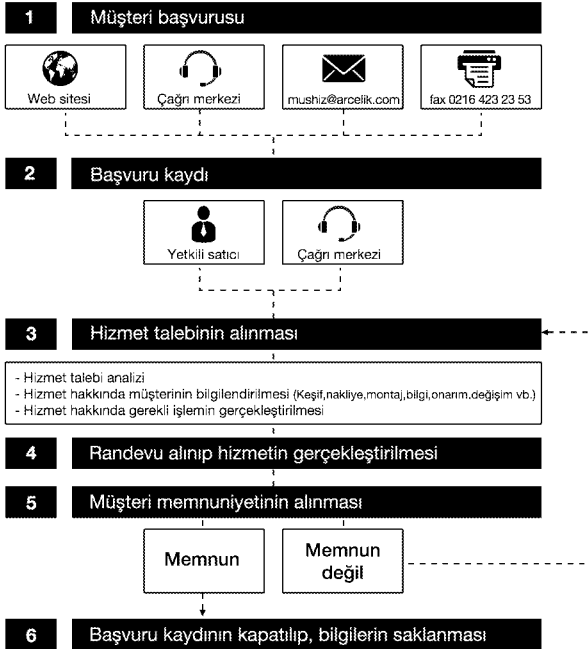 1 Müşteri başvurusu
Web sitesi
Çağrı merkezi
mushiz@arcelik.com
fax 0216 423 23 53
2 Başvuru kaydı
Yetkili satıcı
Çağrı merkezi
3 Hizmet talebinin alınması
- Hizmet talebi analizi
- Hizmet hakkında müşterinin bilgilendirilmesi (Keşif,nakliye,montaj,bilgi,onarım.değişim vb.)
- Hizmet hakkında gerekli işlemin gerçekleştirilmesi
4 Randevu alınıp hizmetin gerçekleştirilmesi
5 Müşteri memnuniyetinin alınması
Memnun
Memnun
değil
6 Başvuru kaydının kapatılıp, bilgilerin saklanması